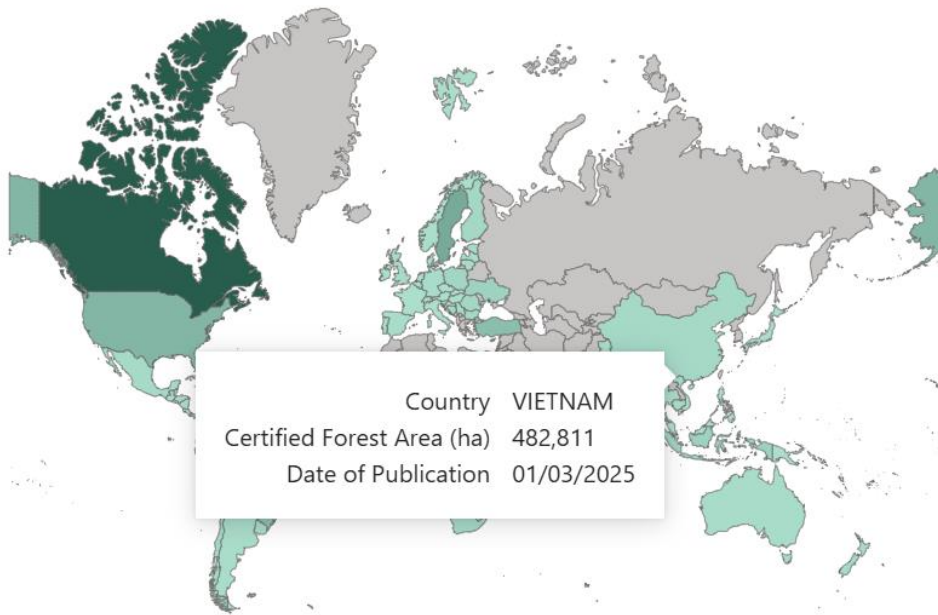 Country VIETNAM
Certified Forest Area (ha) 482,811
Date of Publication 01/03/2025